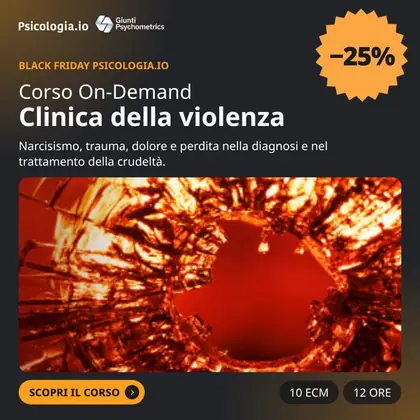 Psicologia.io
Giunti
Psychometrics
−25%
BLACK FRIDAY PSICOLOGIA.IO
Corso On-Demand
Clinica della violenza
Narcisismo, trauma, dolore e perdita nella diagnosi e nel
trattamento della crudeltà.
SCOPRI IL CORSO
10 ECM
12 ORE